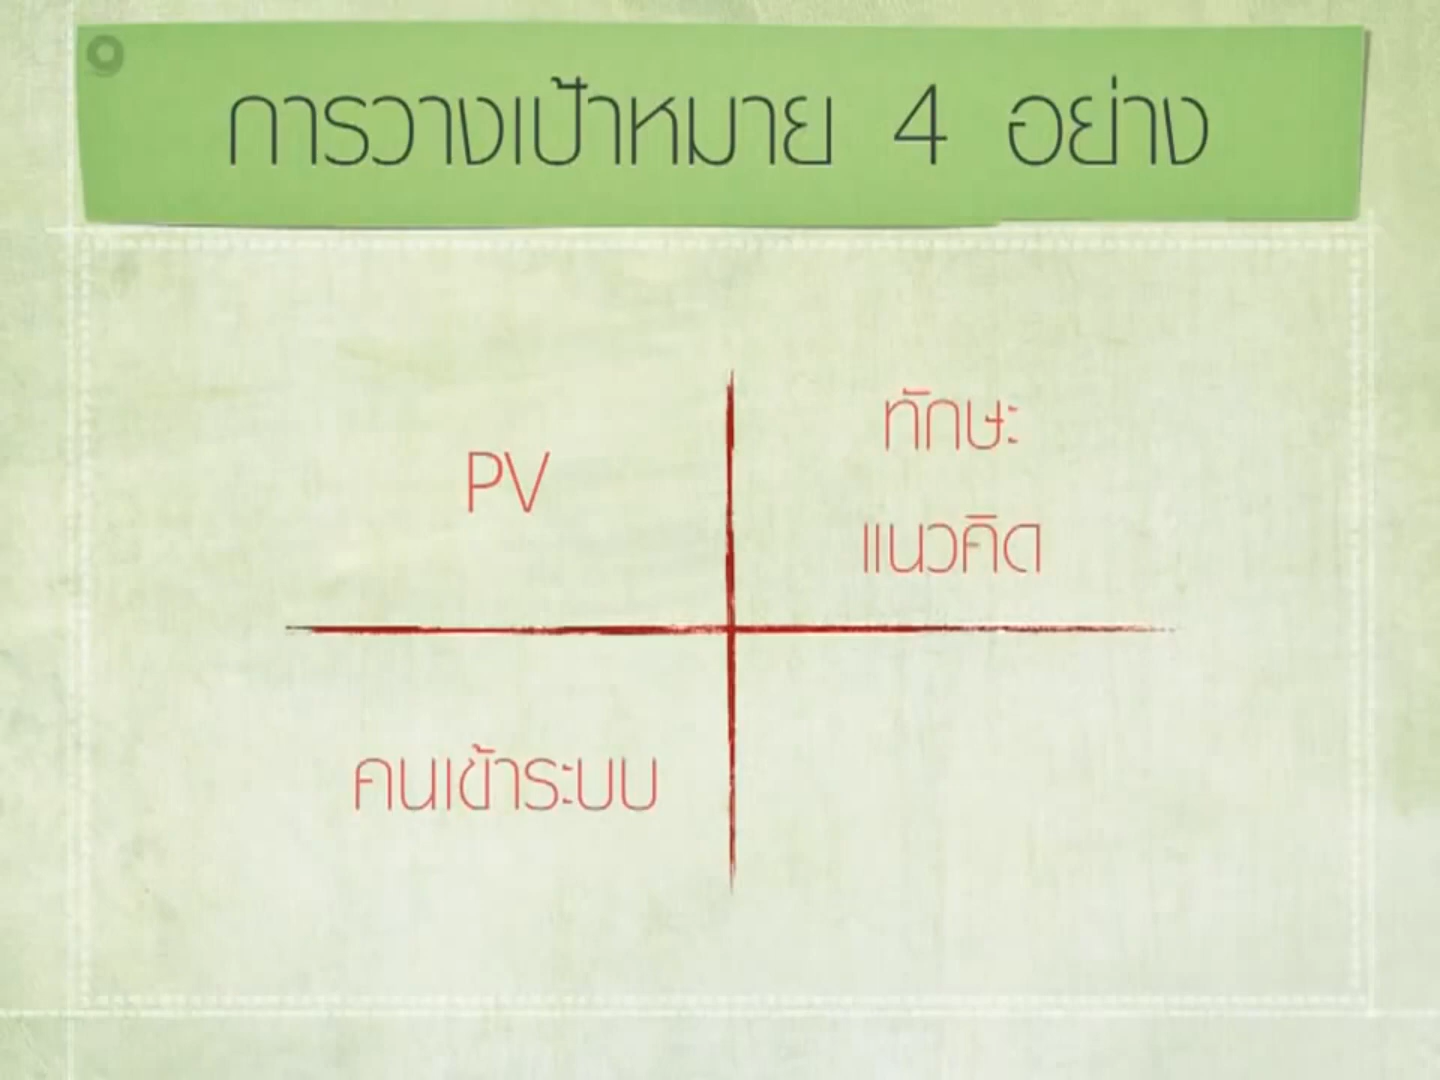 การวางเป้าหมาย 4 อย่าง
PV
ทักษะ
แนวคิด
คนเข้าระบบ